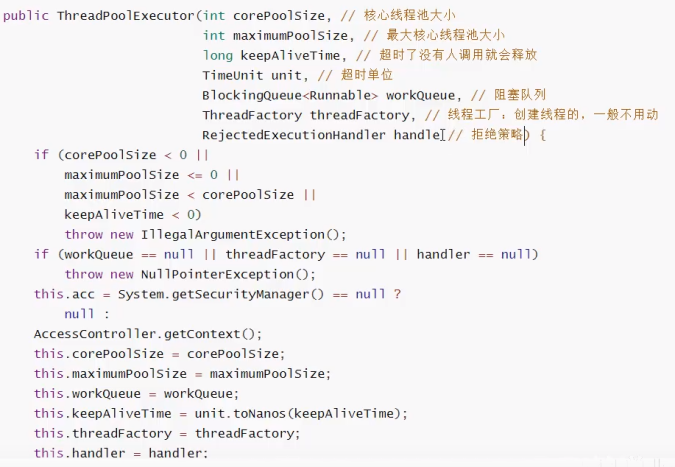 public ThreadPoolExecutor(int corePoolSize, // 核心线程池大小
int maximumPoolSize, // 最大核心线程池大小
long keepAliveTime, // 超时了没有人调用就会释放
TimeUnit unit, // 超时单位
BlockingQueue<Runnable> workQueue, // 阻塞队列
ThreadFactory threadFactory, // 线程工厂：创建线程的，一般不用动
RejectedExecutionHandler handle // 拒绝策略) {
if (corePoolSize < 0 ||
maximumPoolSize <= 0 ||
maximumPoolSize < corePoolSize ||
keepAliveTime < 0)
throw new IllegalArgumentException();
if (workQueue == null || threadFactory == null || handler == null)
throw new NullPointerException();
this.acc = System.getSecurityManager() == null ?
null :
AccessController.getContext();
this.corePoolSize = corePoolSize;
this.maximumPoolSize = maximumPoolSize;
this.workQueue = workQueue;
this.keepAliveTime = unit.toNanos(keepAliveTime);
this.threadFactory = threadFactory;
this.handler = handler;